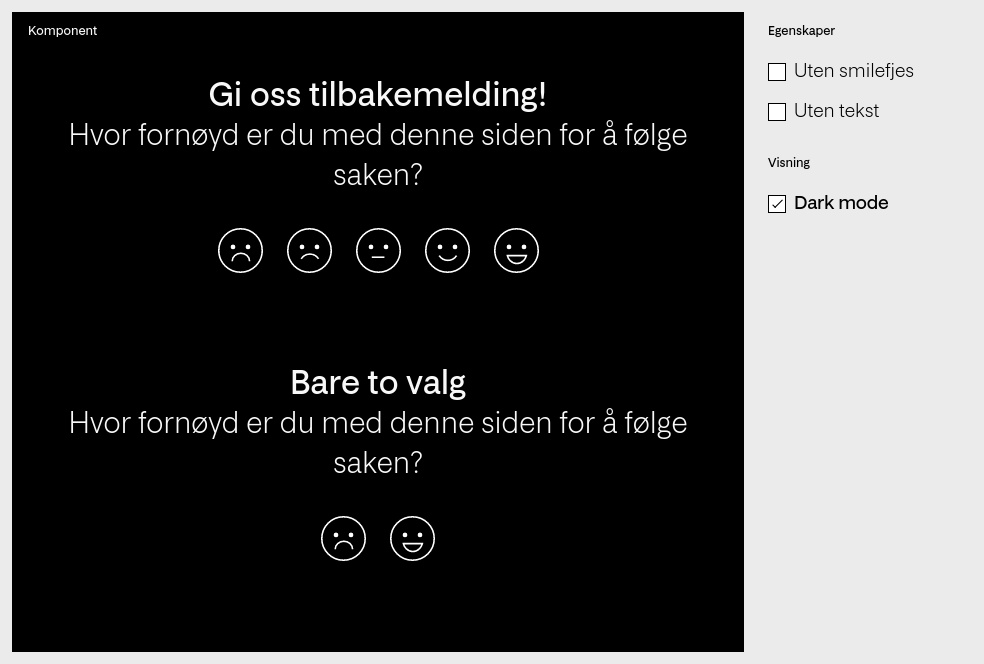 Komponent
Gi oss tilbakemelding!
Hvor fornøyd er du med denne siden for å følge
saken?
Bare to valg
Hvor fornøyd er du med denne siden for å følge
saken?
Egenskaper
Uten smilefjes
Uten tekst
Visning
Dark mode